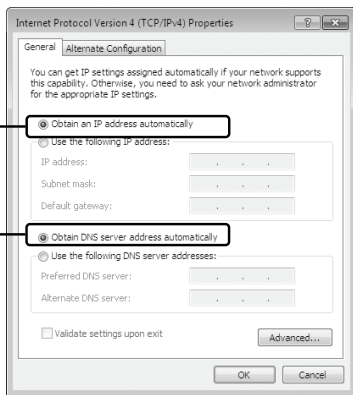 Internet Protocol Version 4 (TCP/IPv4) Properties
General Alternate Configuration
You can get IP settings assigned automatically if your network supports
this capability. Otherwise, you need to ask your network administrator
for the appropriate IP settings.
Obtain an IP address automatically
Use the following IP address:
IP address:
Subnet mask:
Default gateway:
Obtain DNS server address automatically
Use the following DNS server addresses:
Preferred DNS server:
Alternate DNS server:
Validate settings upon exit
Advanced...
OK Cancel